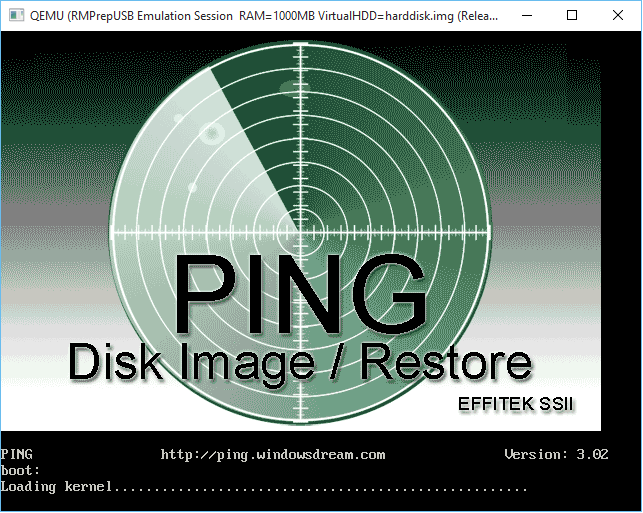 QEMU (RMPrepUSB Emulation Session  RAM=1000MB VirtualHDD=harddisk.img (Relea...
PING
Disk Image / Restore
EFFITEK SSII
PING http://ping.windowsdream.com Version: 3.02
boot:
Loading kernel....................................................